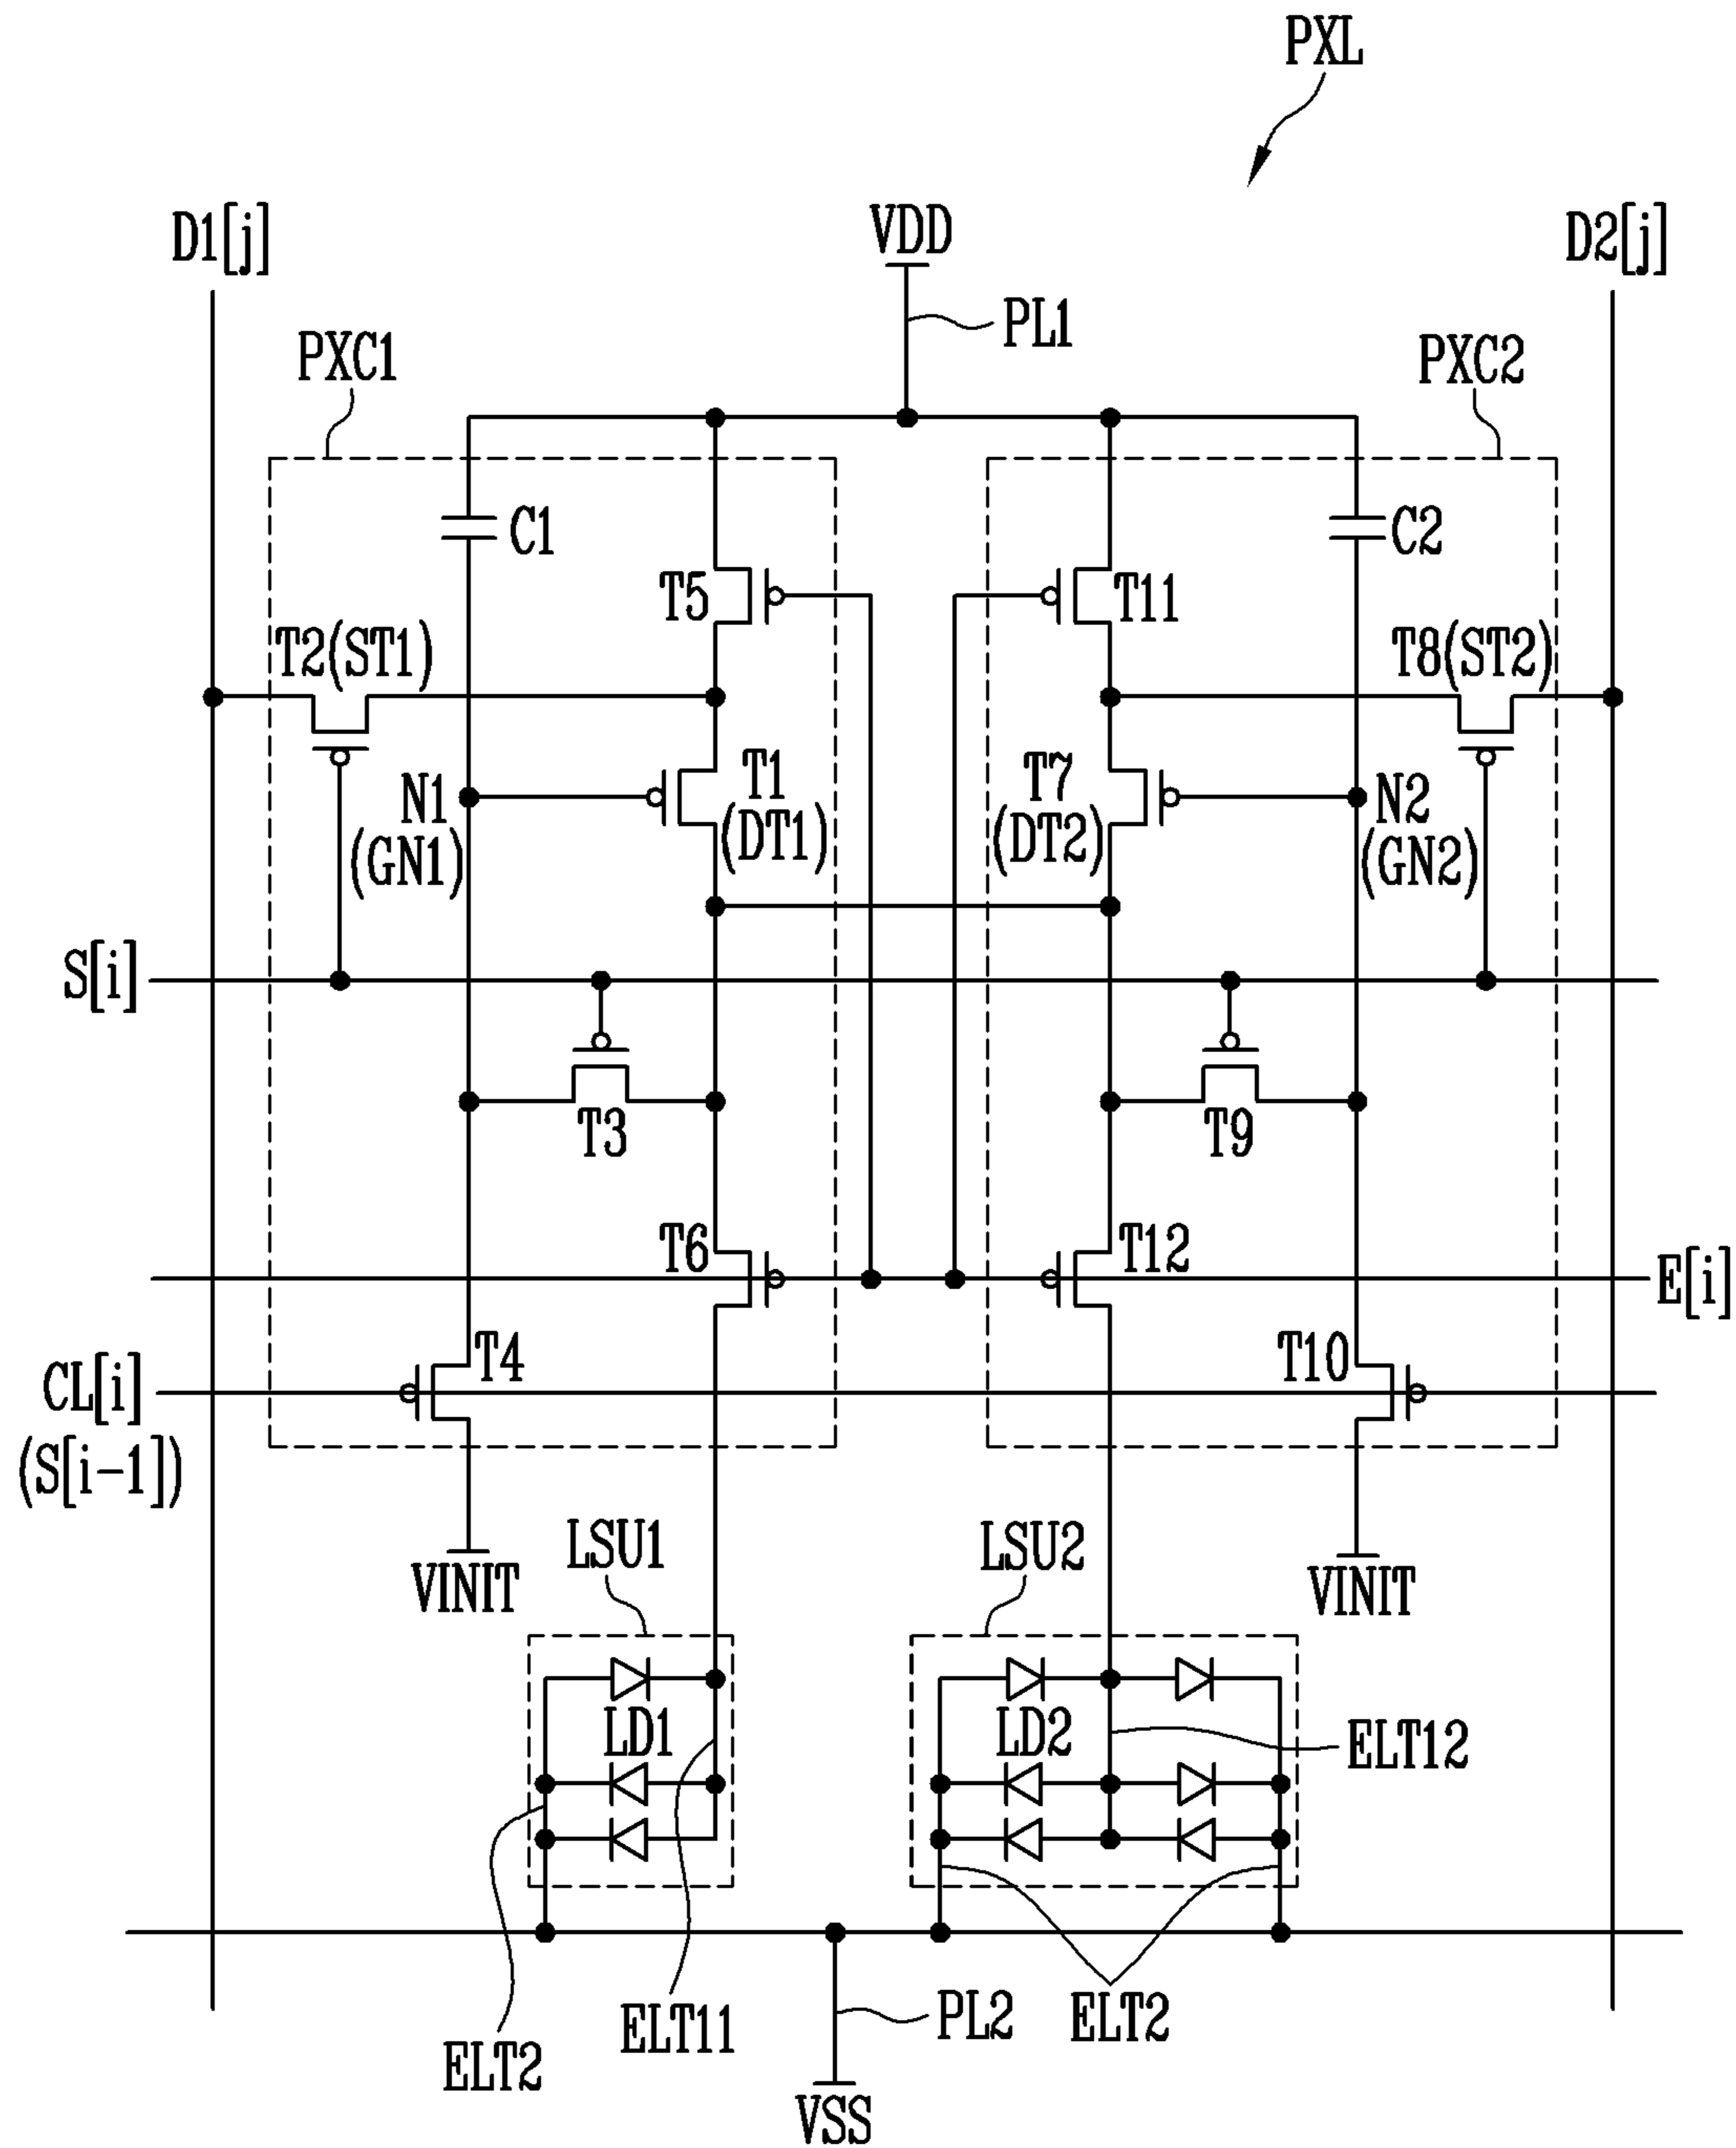 PXL
D1[j]
VDD
D2[j]
PL1
PXC1
PXC2
C1
C2
T5
T11
T2(ST1)
T8(ST2)
T1
(DT1)
T7
(DT2)
N1
(GN1)
N2
(GN2)
S[i]
T3
T9
T6
T12
E[i]
T4
T10
CL[i]
(S[i-1])
LSU1
LSU2
VINIT
VINIT
LD1
LD2
ELT12
PL2
ELT2
ELT11
ELT2
VSS